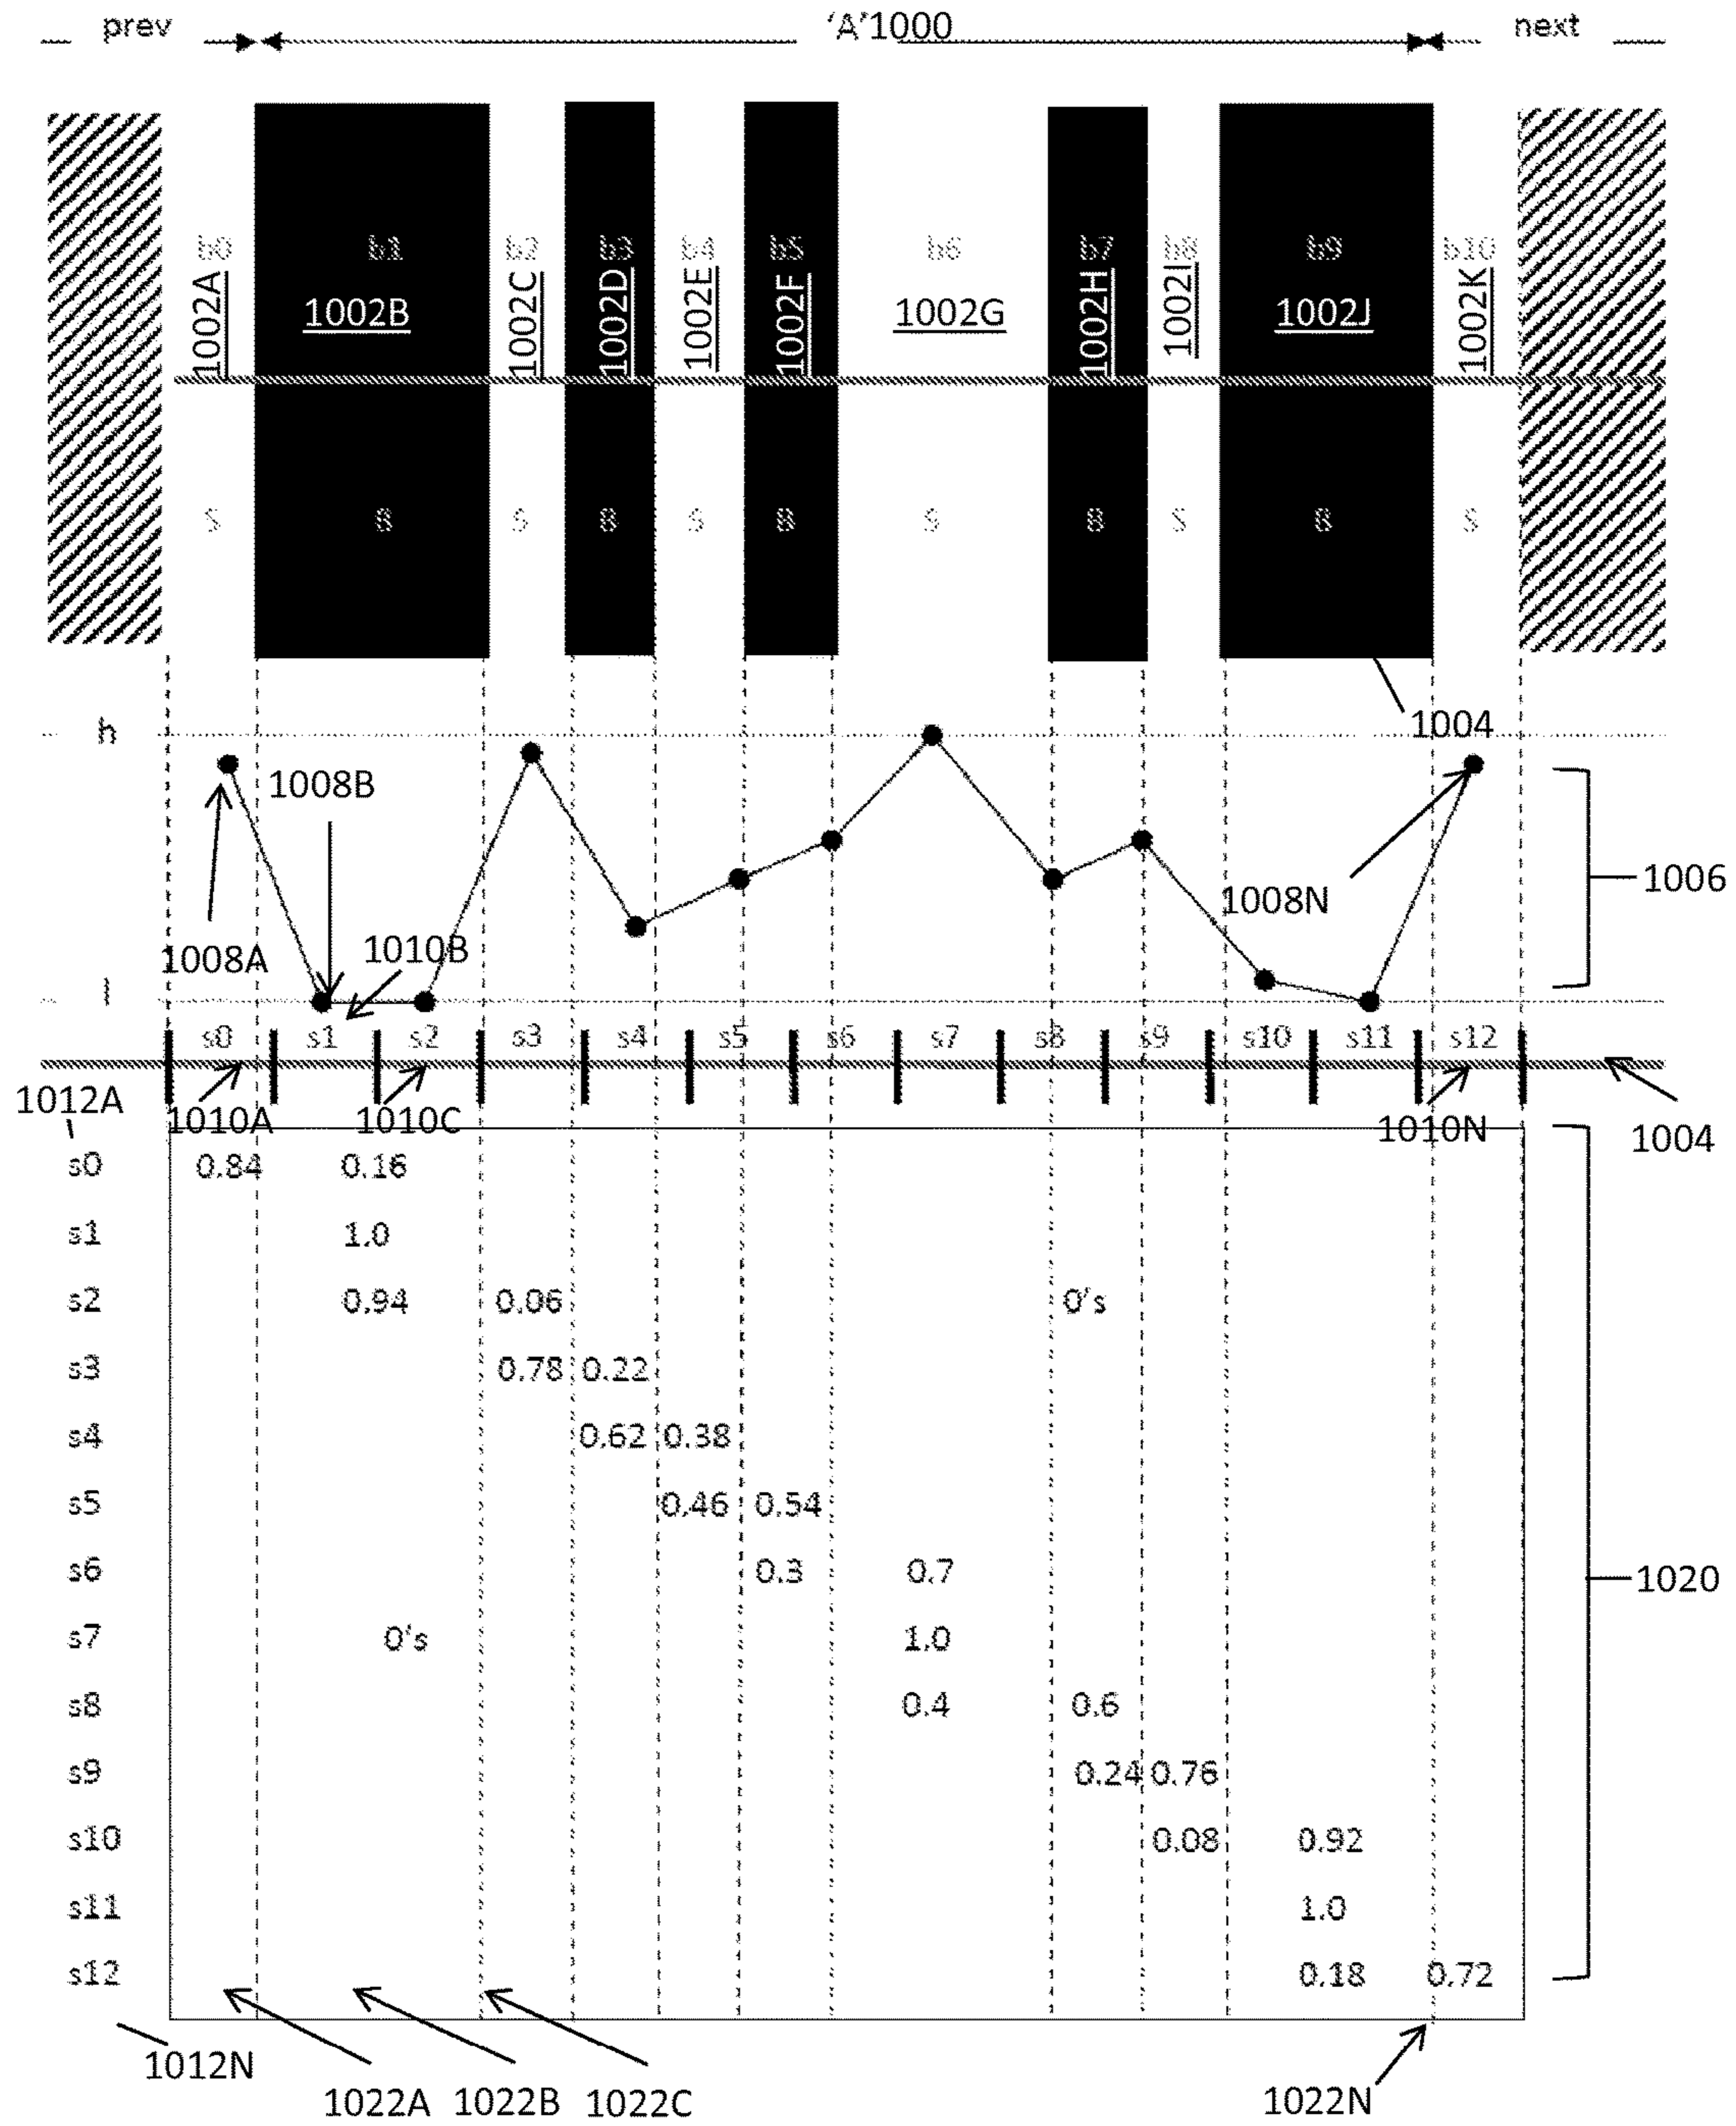 prev 'A'1000 next
b0 b1 b2 b3 b4 b5 b6 b7 b8 b9 b10
1002A 1002B 1002C 1002D 1002E 1002F 1002G 1002H 1002I 1002J 1002K
S B S B S B S B S B S
1004
h
1008B
1008A 1010B 1008N 1006
l
s0 s1 s2 s3 s4 s5 s6 s7 s8 s9 s10 s11 s12
1012A 1010A 1010C 1010N 1004
s0 0.84 0.16
s1 1.0
s2 0.94 0.06 0's
s3 0.78 0.22
s4 0.62 0.38
s5 0.46 0.54
s6 0.3 0.7
1020
s7 0's 1.0
s8 0.4 0.6
s9 0.24 0.76
s10 0.08 0.92
s11 1.0
s12 0.18 0.72
1012N 1022A 1022B 1022C 1022N